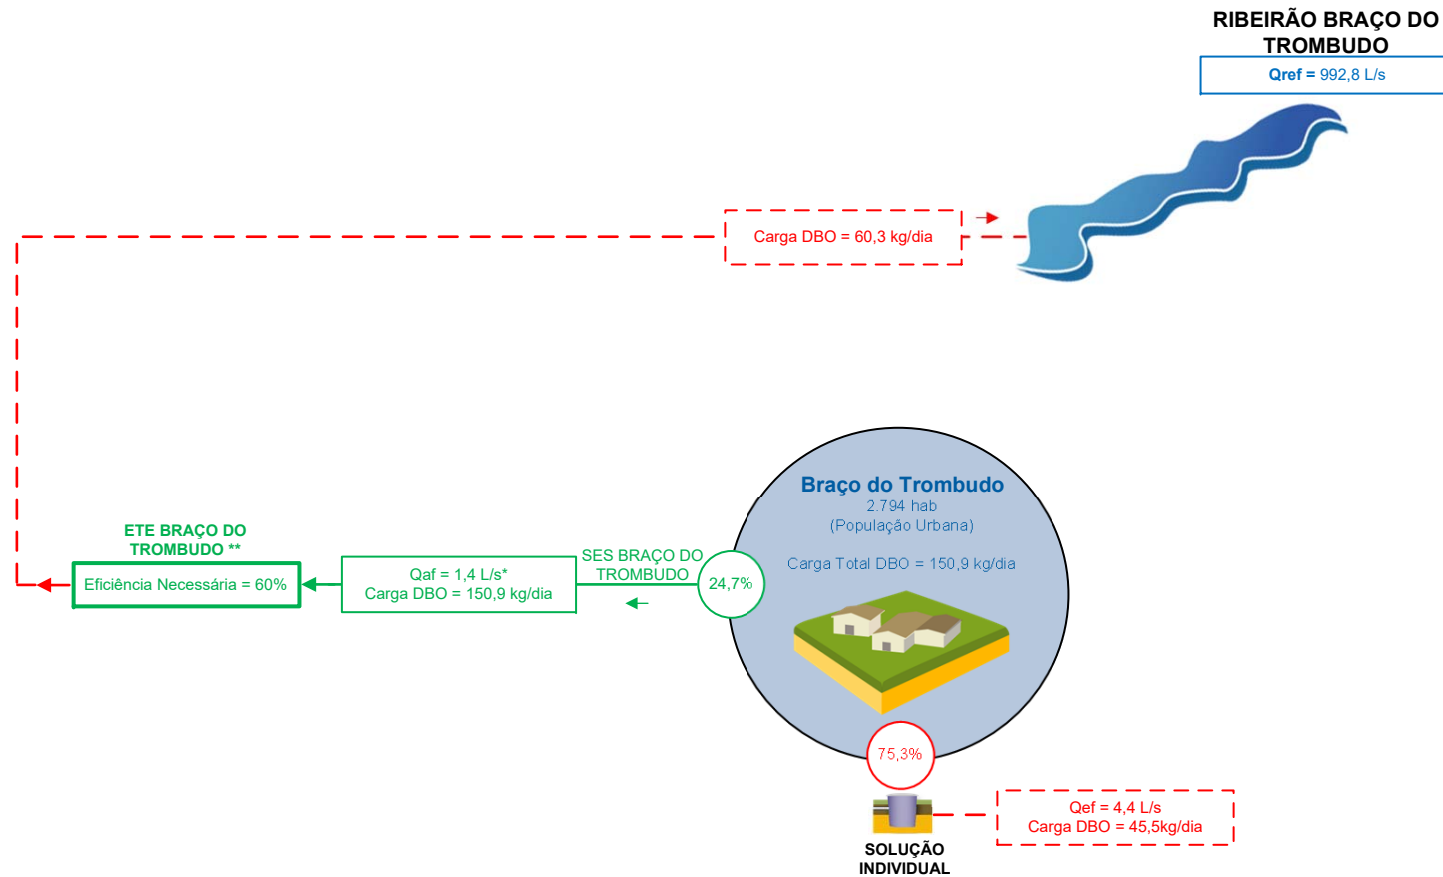 RIBEIRÃO BRAÇO DO
TROMBUDO
Qref = 992,8 L/s
Carga DBO = 60,3 kg/dia
Braço do Trombudo
2.794 hab
(População Urbana)
Carga Total DBO = 150,9 kg/dia
ETE BRAÇO DO
TROMBUDO **
Eficiência Necessária = 60%
Qaf = 1,4 L/s*
Carga DBO = 150,9 kg/dia
SES BRAÇO DO
TROMBUDO
24,7%
75,3%
Qef = 4,4 L/s
Carga DBO = 45,5kg/dia
SOLUÇÃO
INDIVIDUAL